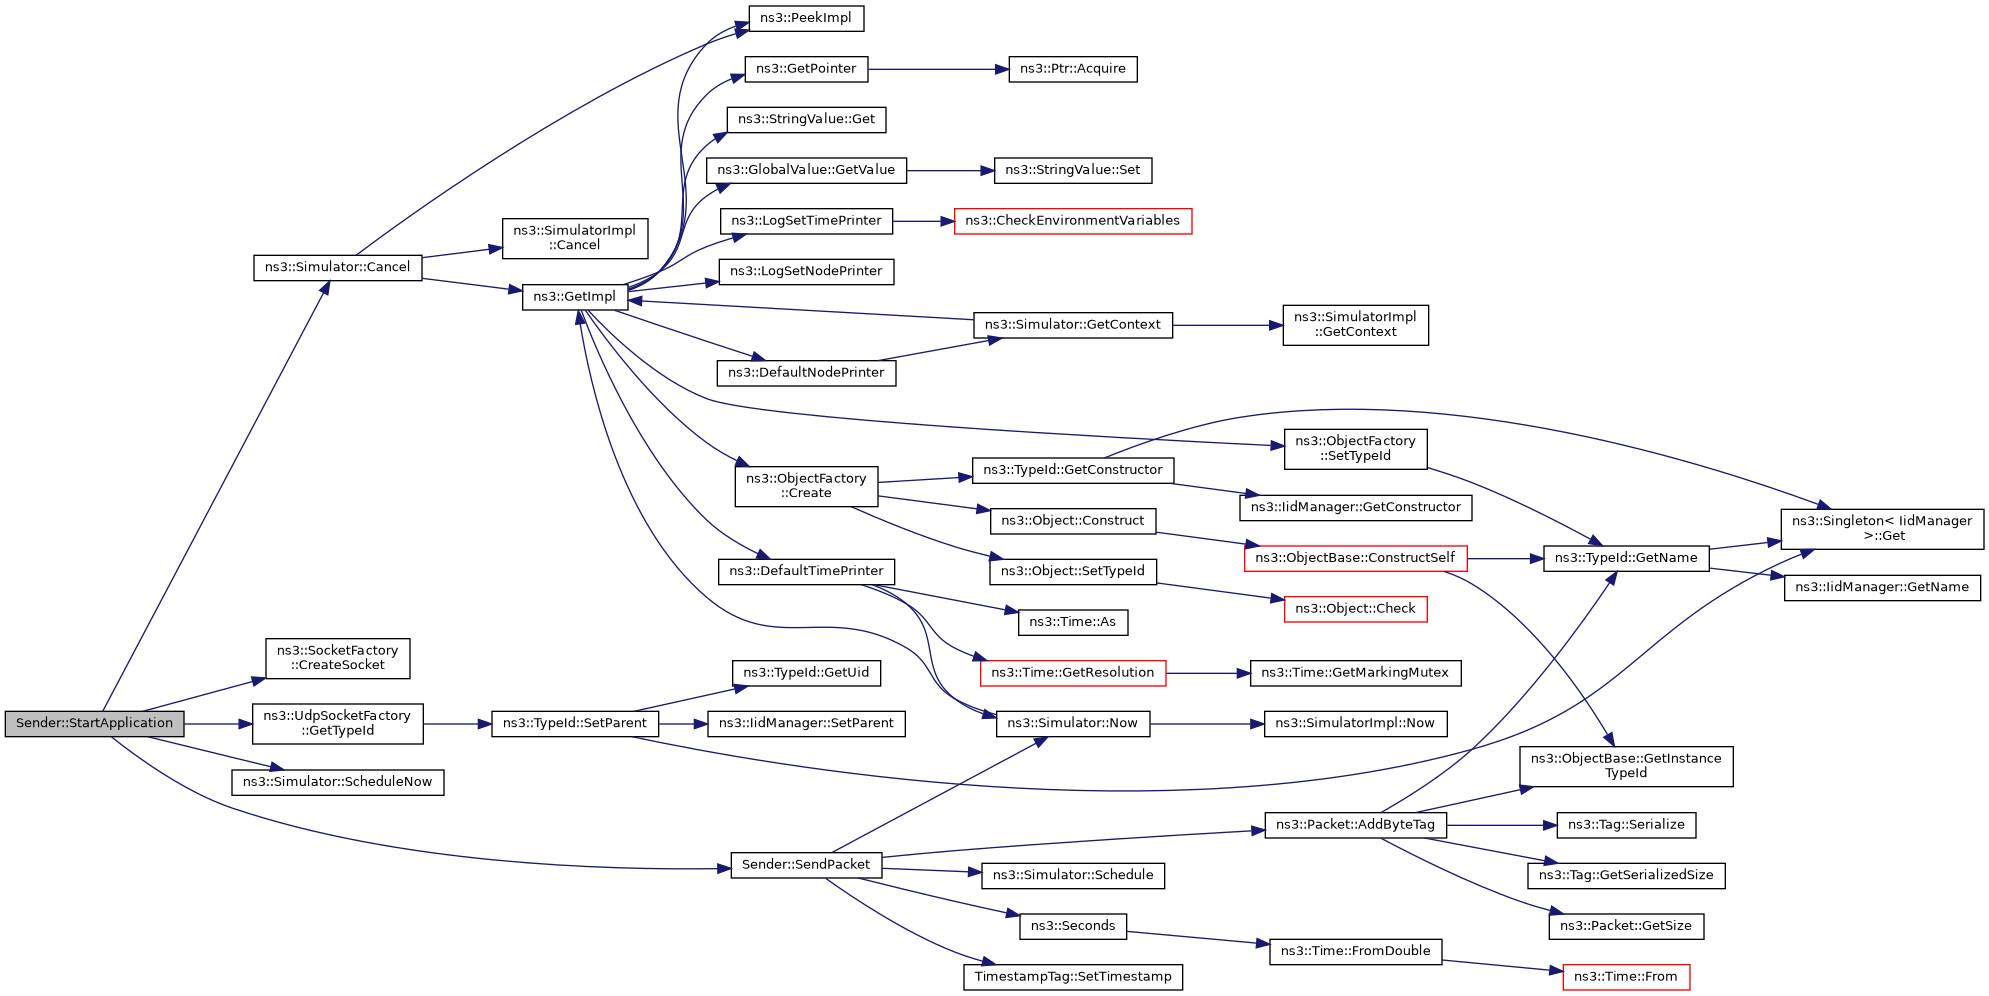 ns3::PeekImpl
ns3::GetPointer
ns3::Ptr::Acquire
ns3::StringValue::Get
ns3::GlobalValue::GetValue
ns3::StringValue::Set
ns3::LogSetTimePrinter
ns3::CheckEnvironmentVariables
ns3::SimulatorImpl
::Cancel
ns3::Simulator::Cancel
ns3::LogSetNodePrinter
ns3::GetImpl
ns3::Simulator::GetContext
ns3::SimulatorImpl
::GetContext
ns3::DefaultNodePrinter
ns3::ObjectFactory
::SetTypeId
ns3::ObjectFactory
::Create
ns3::TypeId::GetConstructor
ns3::IidManager::GetConstructor
ns3::Object::Construct
ns3::Singleton< IidManager
>::Get
ns3::ObjectBase::ConstructSelf
ns3::TypeId::GetName
ns3::DefaultTimePrinter
ns3::Object::SetTypeId
ns3::IidManager::GetName
ns3::Object::Check
ns3::Time::As
ns3::SocketFactory
::CreateSocket
ns3::TypeId::GetUid
ns3::Time::GetResolution
ns3::Time::GetMarkingMutex
Sender::StartApplication
ns3::UdpSocketFactory
::GetTypeId
ns3::TypeId::SetParent
ns3::IidManager::SetParent
ns3::Simulator::Now
ns3::SimulatorImpl::Now
ns3::ObjectBase::GetInstance
TypeId
ns3::Simulator::ScheduleNow
ns3::Packet::AddByteTag
ns3::Tag::Serialize
Sender::SendPacket
ns3::Simulator::Schedule
ns3::Tag::GetSerializedSize
ns3::Seconds
ns3::Packet::GetSize
ns3::Time::FromDouble
TimestampTag::SetTimestamp
ns3::Time::From